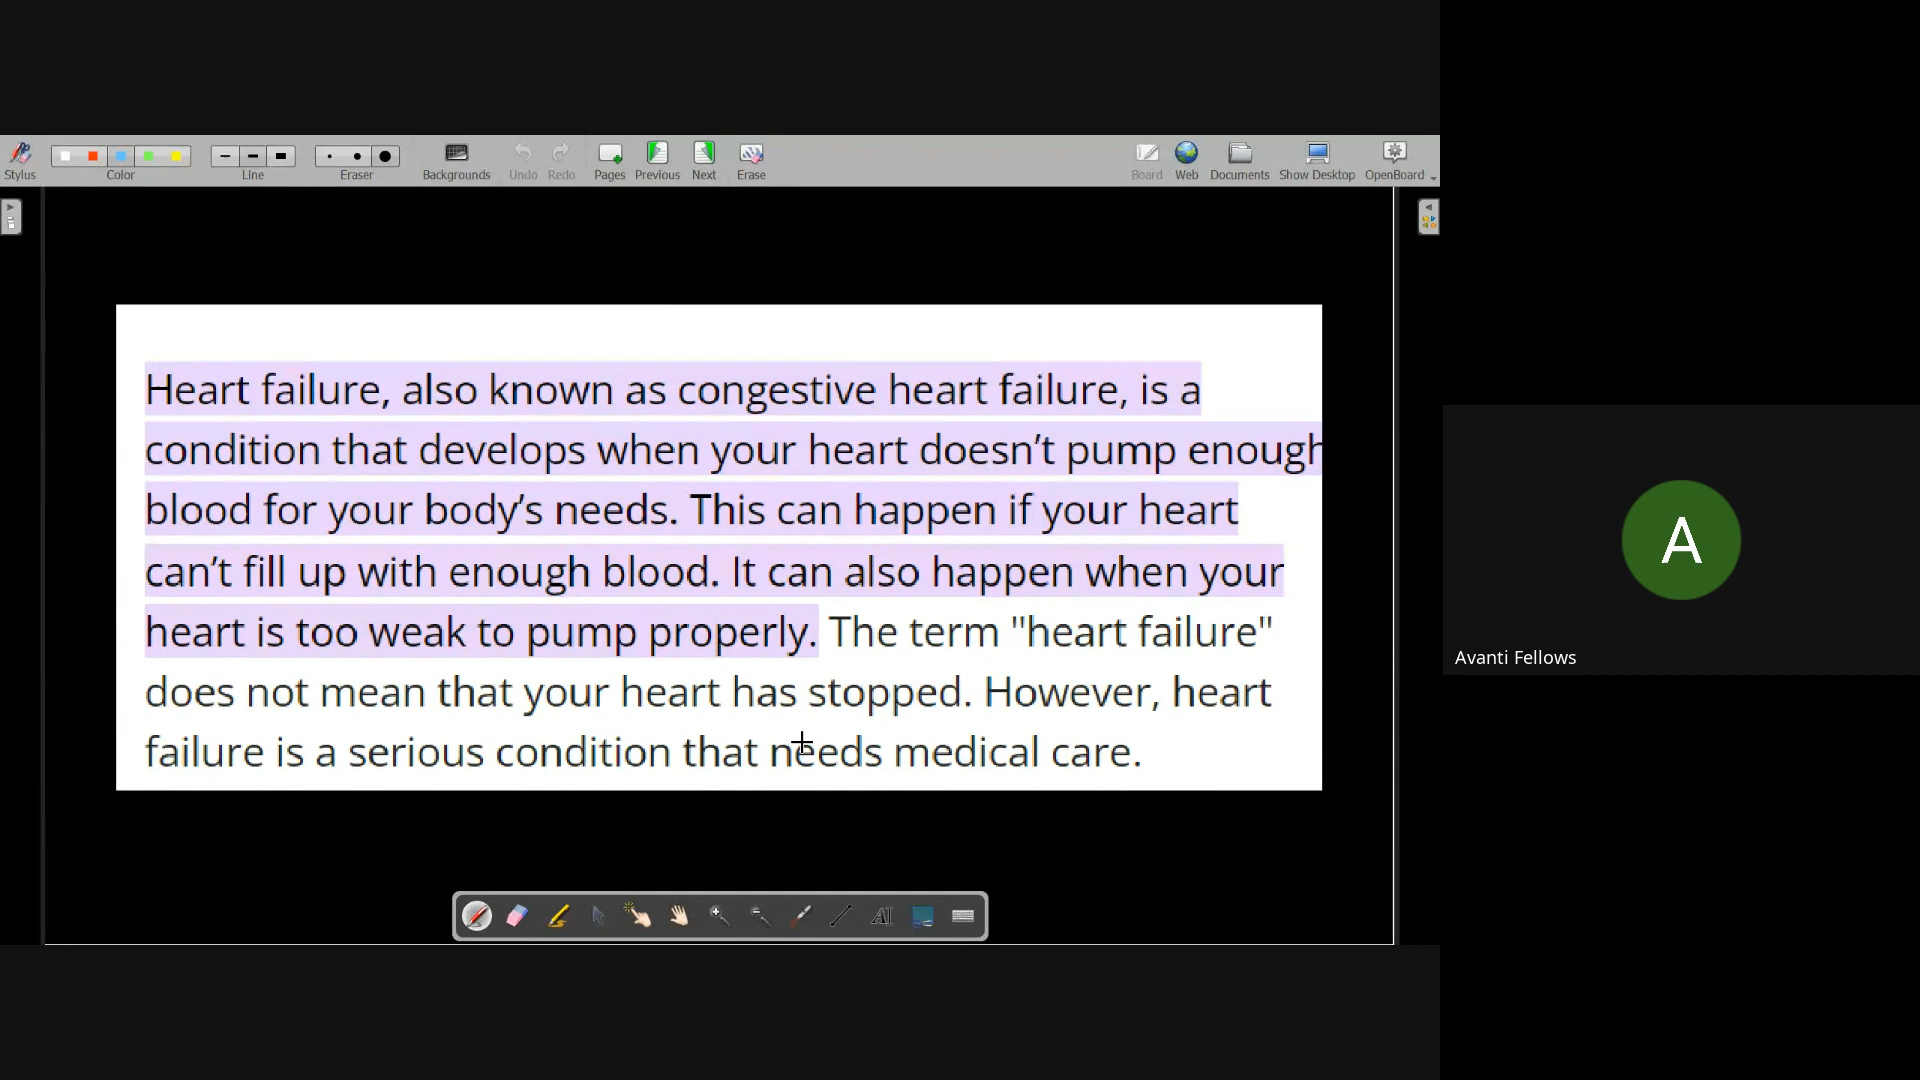 Stylus Color Line Eraser Backgrounds Undo Redo Pages Previous Next Erase Board Web Documents Show Desktop OpenBoard
Heart failure, also known as congestive heart failure, is a
condition that develops when your heart doesn’t pump enough
blood for your body’s needs. This can happen if your heart
can’t fill up with enough blood. It can also happen when your
heart is too weak to pump properly. The term "heart failure"
does not mean that your heart has stopped. However, heart
failure is a serious condition that needs medical care.
A
Avanti Fellows
AI